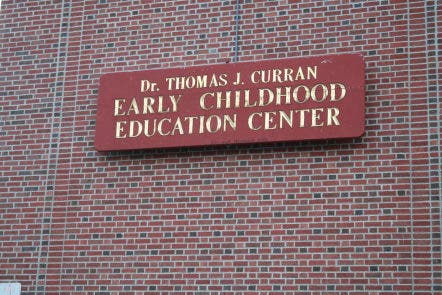 Dr. THOMAS J. CURRAN
EARLY CHILDHOOD
EDUCATION CENTER